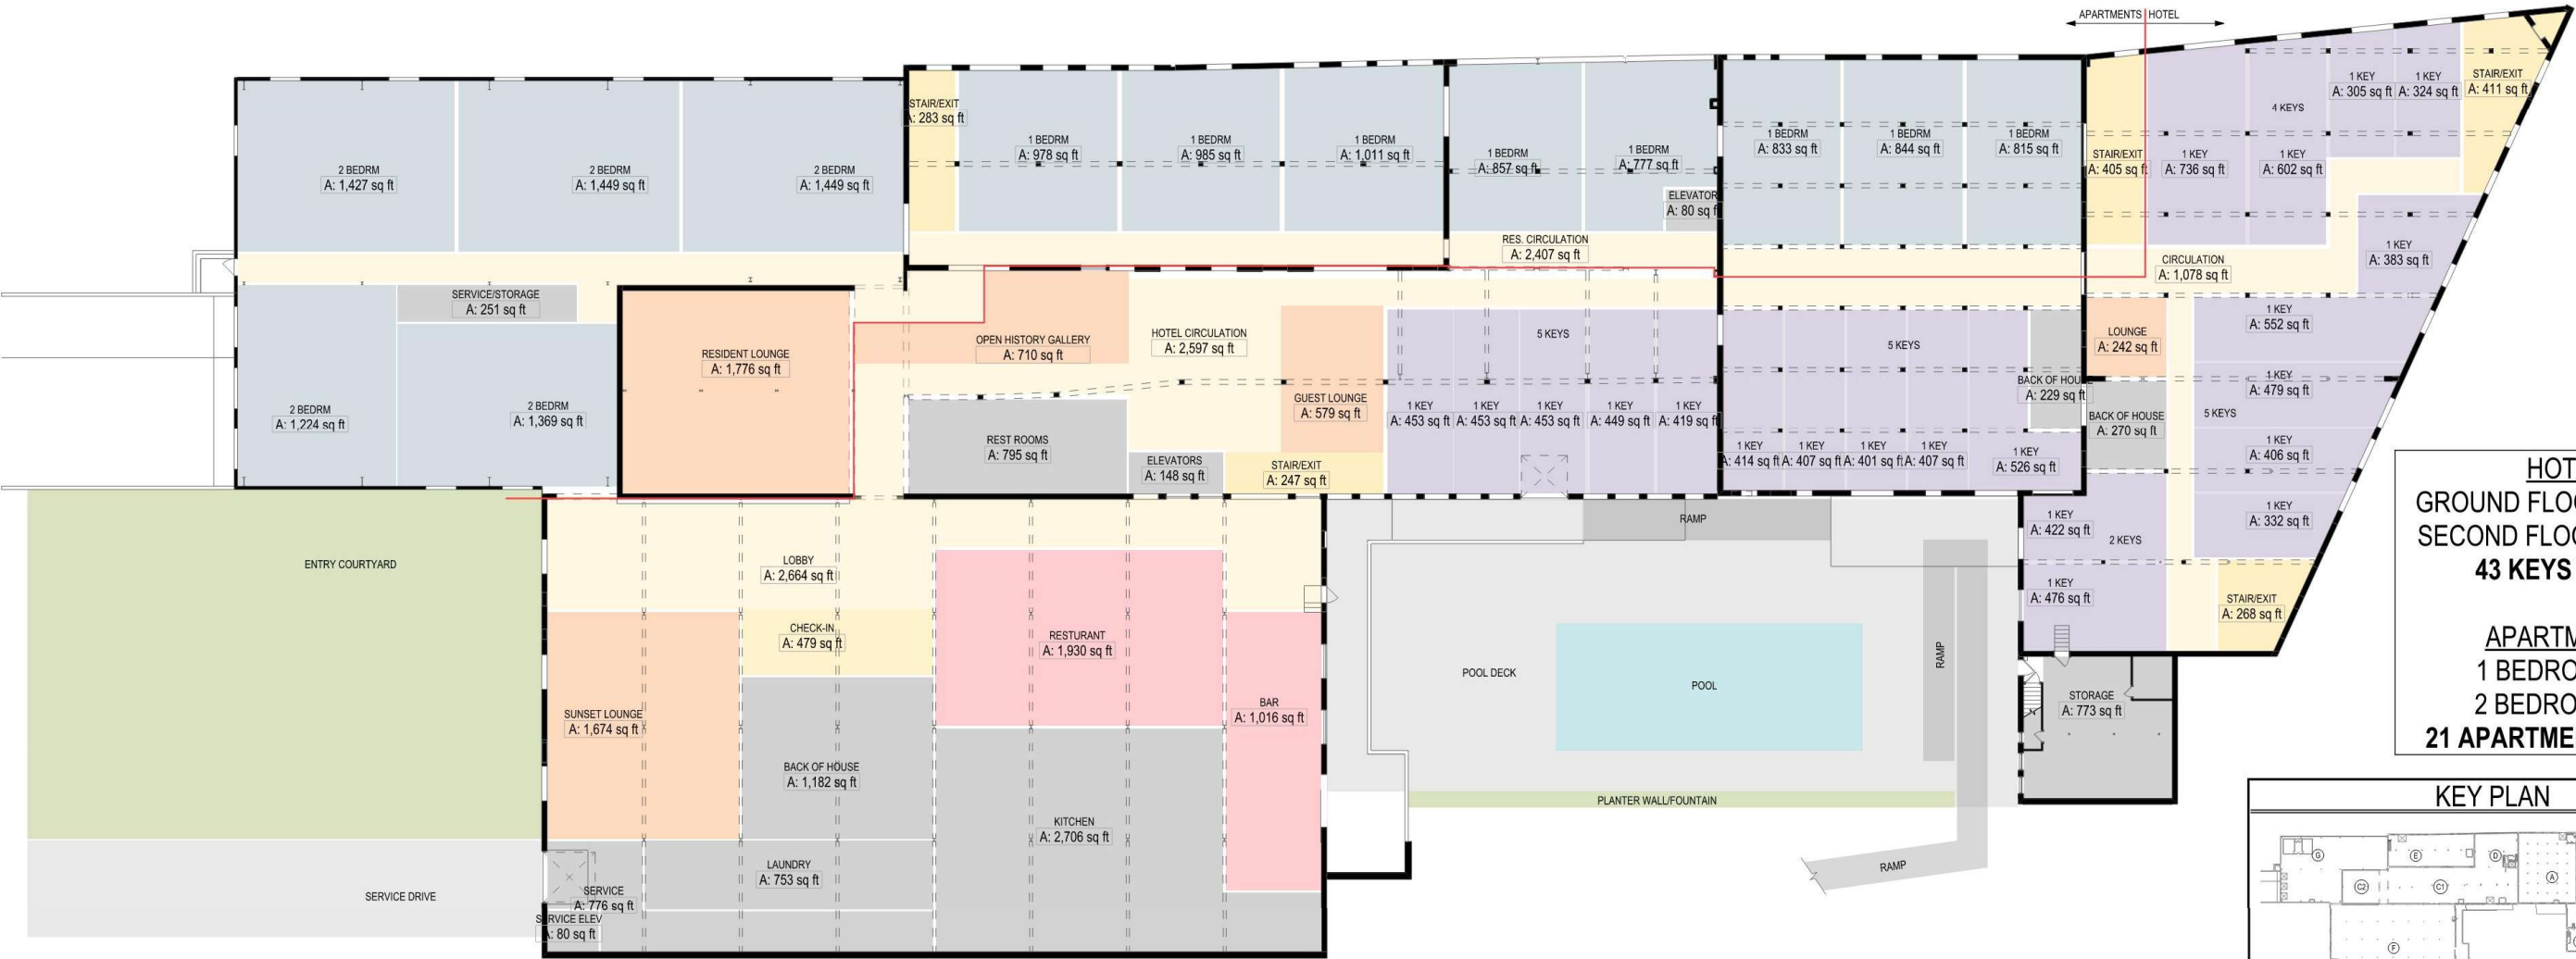 APARTMENTS HOTEL
2 BEDRM
A: 1,427 sq ft
2 BEDRM
A: 1,449 sq ft
2 BEDRM
A: 1,449 sq ft
STAIR/EXIT
A: 283 sq ft
1 BEDRM
A: 978 sq ft
1 BEDRM
A: 985 sq ft
1 BEDRM
A: 1,011 sq ft
1 BEDRM
A: 857 sq ft
1 BEDRM
A: 777 sq ft
ELEVATOR
A: 80 sq f
1 BEDRM
A: 833 sq ft
1 BEDRM
A: 844 sq ft
1 BEDRM
A: 815 sq ft
STAIR/EXIT
A: 405 sq ft
1 KEY
A: 736 sq ft
4 KEYS
1 KEY
A: 602 sq ft
1 KEY
A: 305 sq ft
1 KEY
A: 324 sq ft
STAIR/EXIT
A: 411 sq ft
RES. CIRCULATION
A: 2,407 sq ft
CIRCULATION
A: 1,078 sq ft
1 KEY
A: 383 sq ft
SERVICE/STORAGE
A: 251 sq ft
2 BEDRM
A: 1,224 sq ft
2 BEDRM
A: 1,369 sq ft
RESIDENT LOUNGE
A: 1,776 sq ft
OPEN HISTORY GALLERY
A: 710 sq ft
HOTEL CIRCULATION
A: 2,597 sq ft
GUEST LOUNGE
A: 579 sq ft
REST ROOMS
A: 795 sq ft
ELEVATORS
A: 148 sq ft
STAIR/EXIT
A: 247 sq ft
5 KEYS
1 KEY
A: 453 sq ft
1 KEY
A: 453 sq ft
1 KEY
A: 453 sq ft
1 KEY
A: 449 sq ft
1 KEY
A: 419 sq ft
5 KEYS
1 KEY
A: 414 sq ft
1 KEY
A: 407 sq ft
1 KEY
A: 401 sq f
1 KEY
A: 407 sq ft
1 KEY
A: 526 sq ft
BACK OF HOU
A: 229 sq ft
LOUNGE
A: 242 sq ft
BACK OF HOUSE
A: 270 sq ft
1 KEY
A: 552 sq ft
1 KEY
A: 479 sq ft
5 KEYS
1 KEY
A: 406 sq ft
1 KEY
A: 332 sq ft
1 KEY
A: 422 sq ft
2 KEYS
1 KEY
A: 476 sq ft
STAIR/EXIT
A: 268 sq ft
STORAGE
A: 773 sq ft
ENTRY COURTYARD
SERVICE DRIVE
LOBBY
A: 2,664 sq ft
CHECK-IN
A: 479 sq ft
SUNSET LOUNGE
A: 1,674 sq ft
BACK OF HOUSE
A: 1,182 sq ft
RESTURANT
A: 1,930 sq ft
BAR
A: 1,016 sq ft
KITCHEN
A: 2,706 sq ft
LAUNDRY
A: 753 sq ft
SERVICE
A: 776 sq ft
SERVICE ELEV
A: 80 sq ft
RAMP
POOL DECK
POOL
RAMP
PLANTER WALL/FOUNTAIN
RAMP
HOT
GROUND FLO
SECOND FLO
43 KEYS
APARTM
1 BEDRO
2 BEDRO
21 APARTME
KEY PLAN
G
E
D
A
C2
C1
F